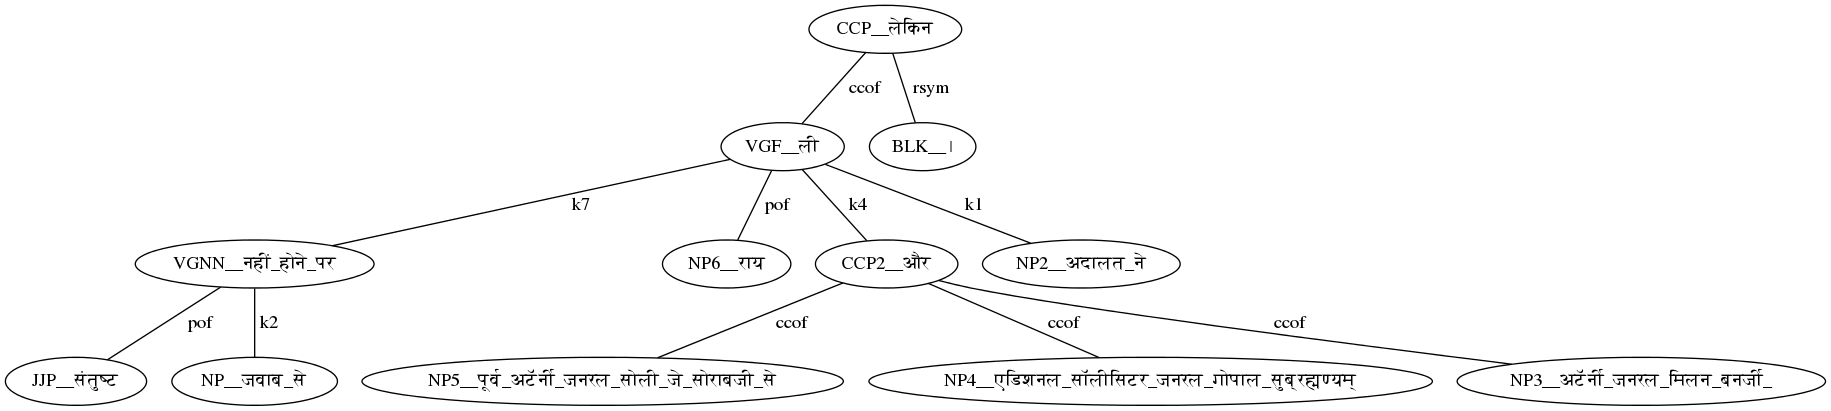 CCP__लेकिन
ccof rsym
VGF__ली BLK__।
k7 pof k4 k1
VGNN__नहीं_होने_पर NP6__राय CCP2__और NP2__अदालत_ने
pof k2 ccof ccof ccof
JJP__संतुष्ट NP__जवाब_से NP5__पूर्व_अटॅर्नी_जनरल_सोली_जे_सोराबजी_से NP4__एडिशनल_सॉलीसिटर_जनरल_गोपाल_सुब्रह्मण्यम् NP3__अटॅर्नी_जनरल_मिलन_बनर्जी_